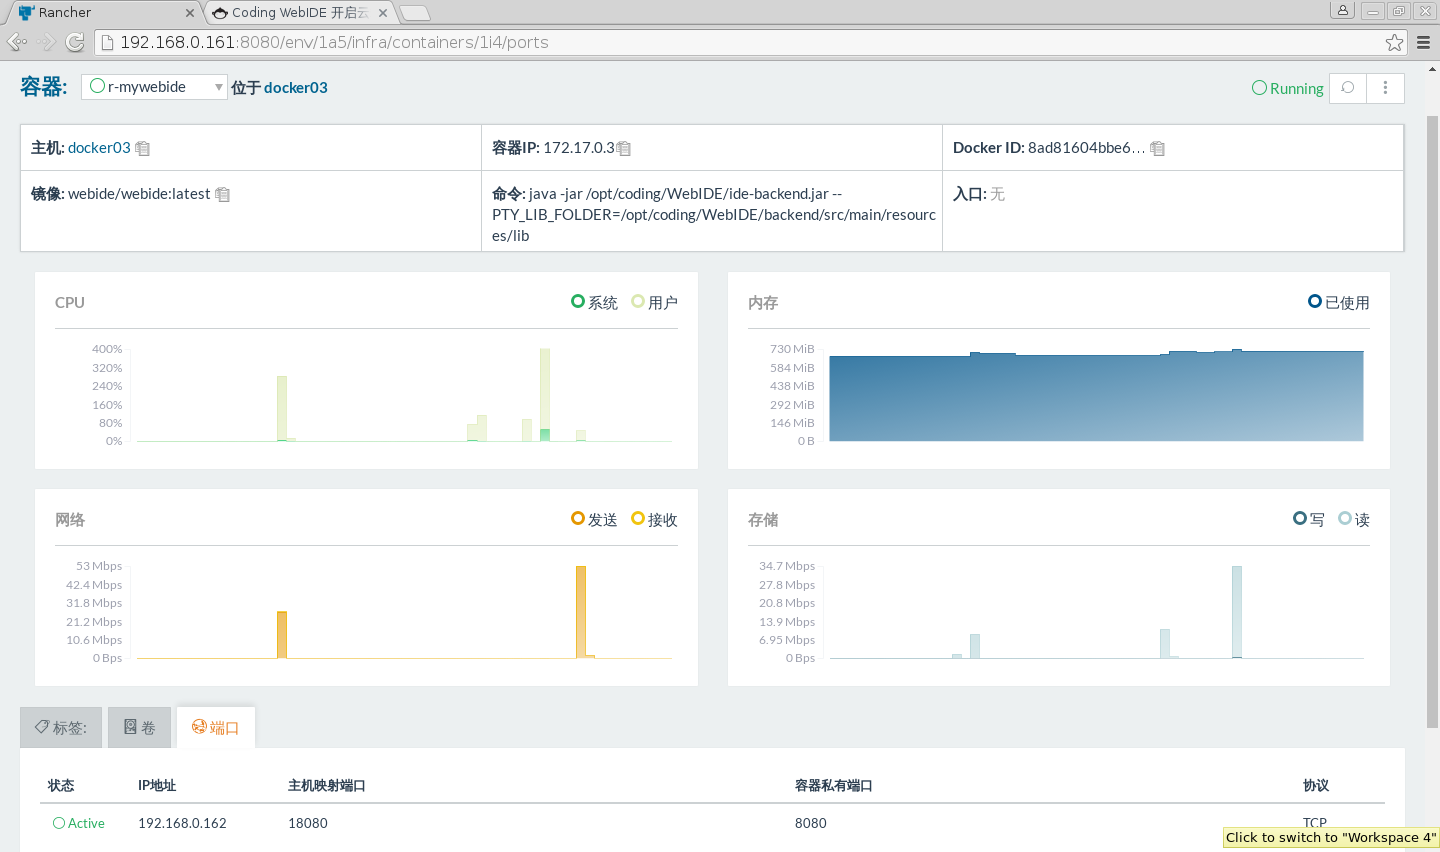 Rancher
Coding WebIDE 开启云
192.168.0.161:8080/env/1a5/infra/containers/1i4/ports
容器: r-mywebide 位于 docker03
Running
主机: docker03
容器IP: 172.17.0.3
Docker ID: 8ad81604bbe6…
镜像: webide/webide:latest
命令: java -jar /opt/coding/WebIDE/ide-backend.jar --
PTY_LIB_FOLDER=/opt/coding/WebIDE/backend/src/main/resourc
es/lib
入口: 无
CPU
系统 用户
400%
320%
240%
160%
80%
0%
内存
已使用
730 MiB
584 MiB
438 MiB
292 MiB
146 MiB
0 B
网络
发送 接收
53 Mbps
42.4 Mbps
31.8 Mbps
21.2 Mbps
10.6 Mbps
0 Bps
存储
写 读
34.7 Mbps
27.8 Mbps
20.8 Mbps
13.9 Mbps
6.95 Mbps
0 Bps
标签: 卷 端口
状态 IP地址 主机映射端口 容器私有端口 协议
Active 192.168.0.162 18080 8080 TCP
Click to switch to "Workspace 4"